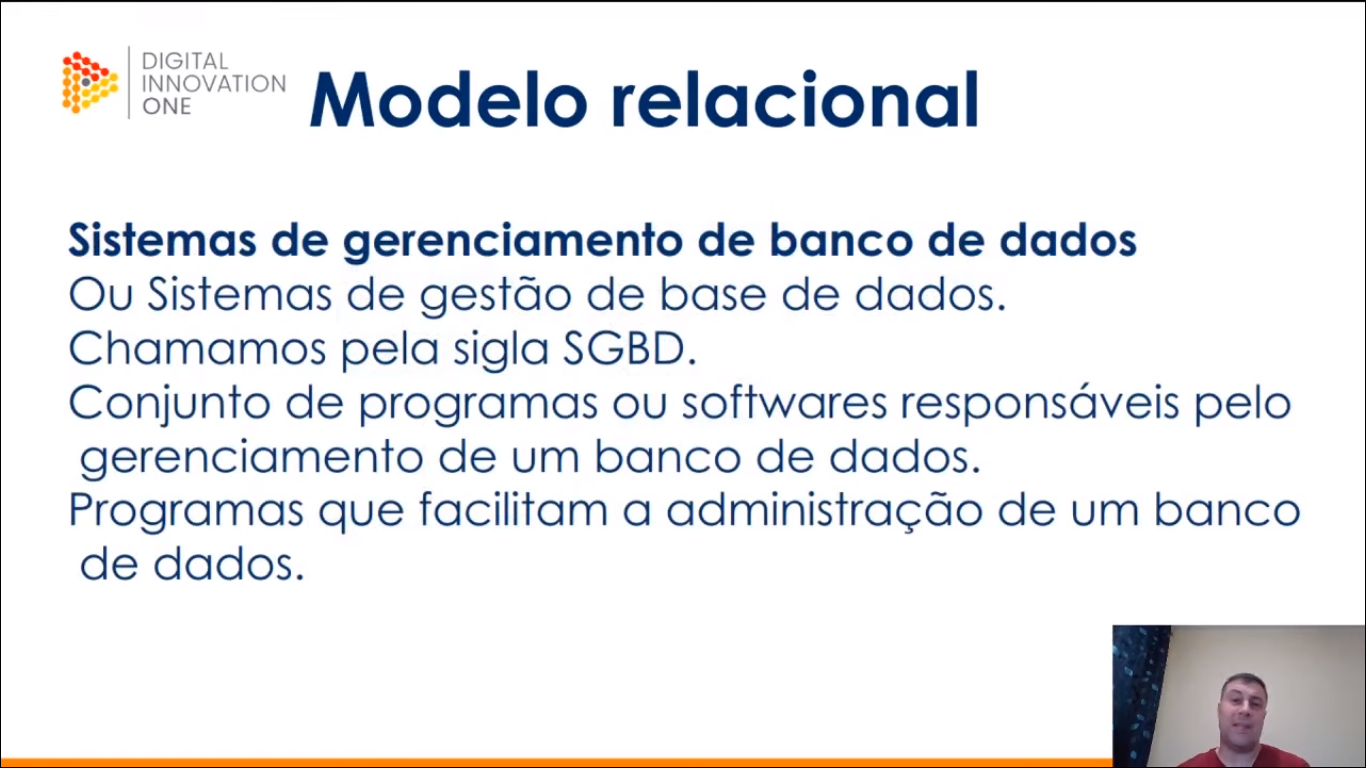 DIGITAL
INNOVATION
ONE
Modelo relacional
Sistemas de gerenciamento de banco de dados
Ou Sistemas de gestão de base de dados.
Chamamos pela sigla SGBD.
Conjunto de programas ou softwares responsáveis pelo
gerenciamento de um banco de dados.
Programas que facilitam a administração de um banco
de dados.